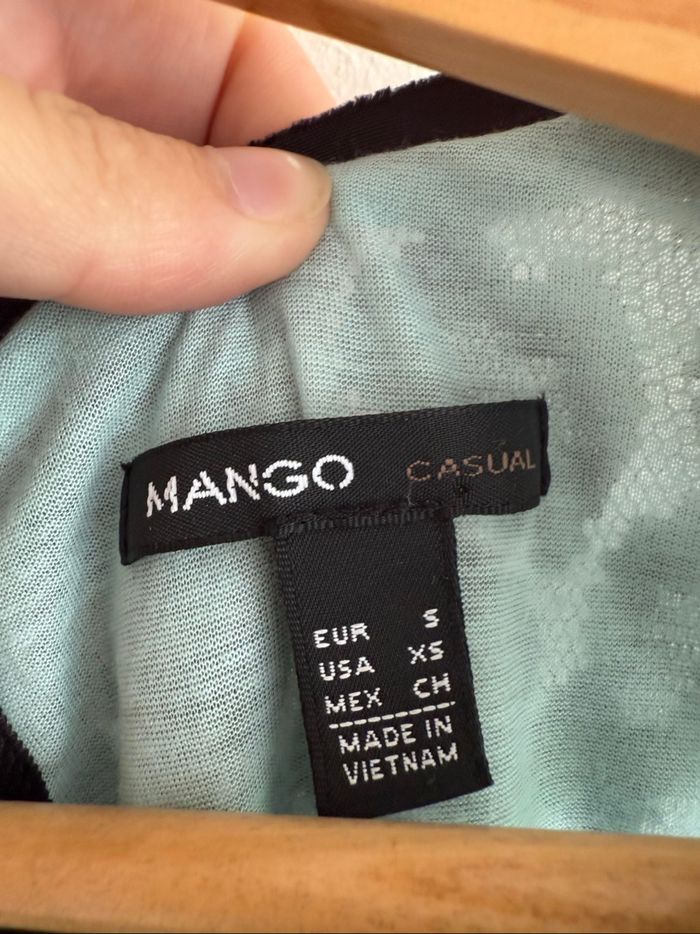 MANGO CASUAL
EUR S
USA XS
MEX CH
MADE IN
VIETNAM